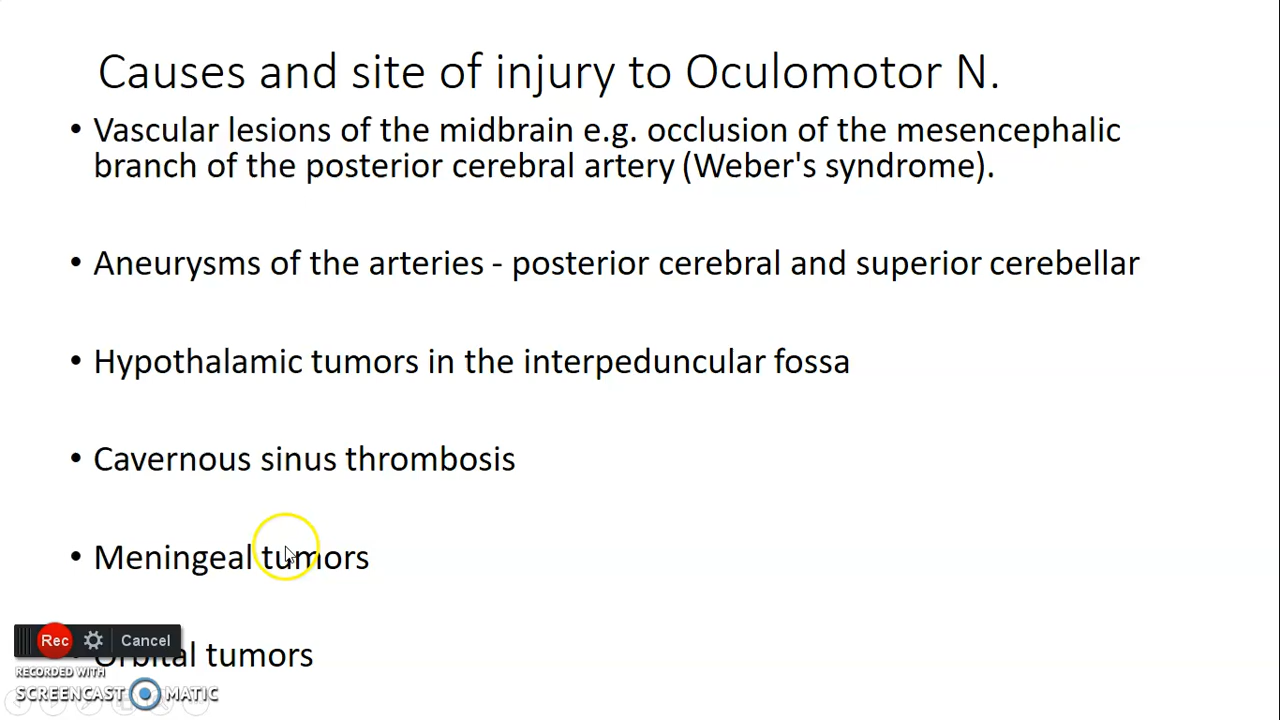 Causes and site of injury to Oculomotor N.
• Vascular lesions of the midbrain e.g. occlusion of the mesencephalic
branch of the posterior cerebral artery (Weber's syndrome).
• Aneurysms of the arteries - posterior cerebral and superior cerebellar
• Hypothalamic tumors in the interpeduncular fossa
• Cavernous sinus thrombosis
• Meningeal tumors
Rec Cancel
• Orbital tumors
RECORDED WITH
SCREENCAST MATIC